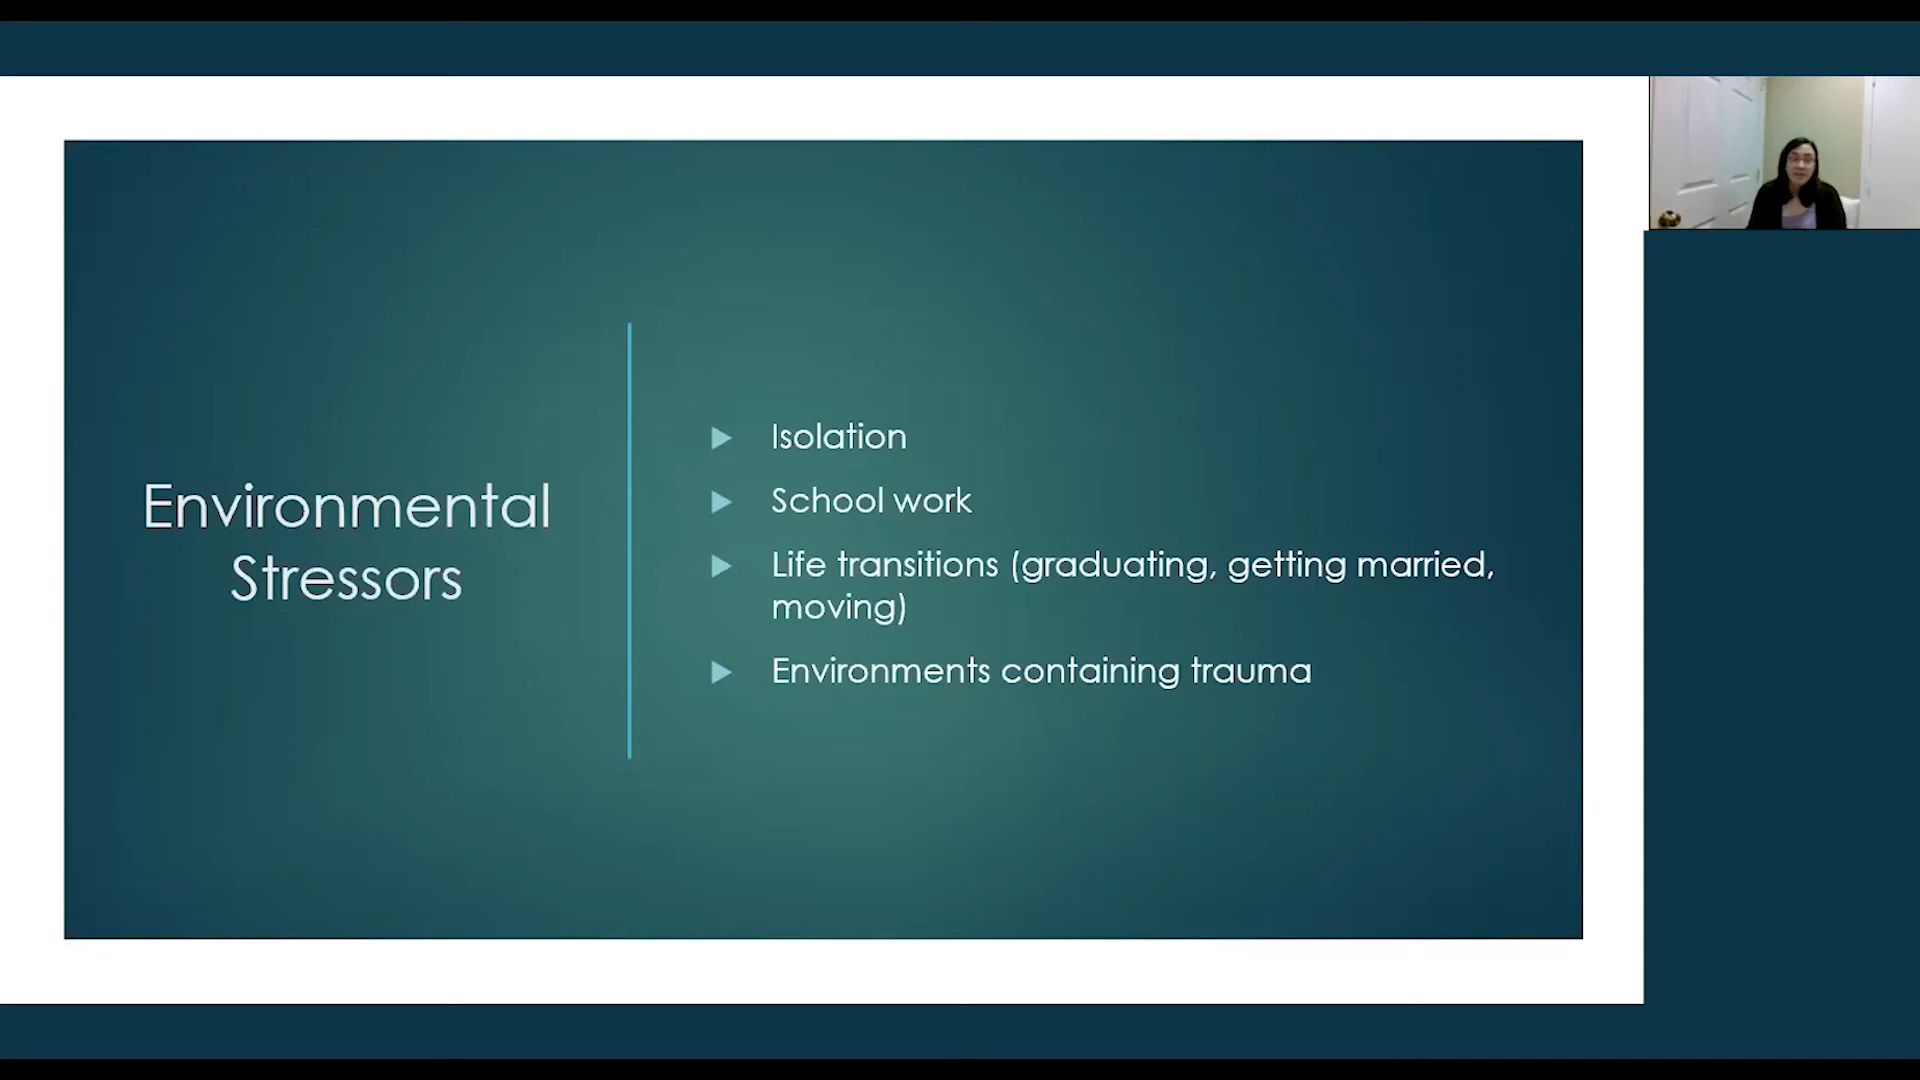 Environmental
Stressors
Isolation
School work
Life transitions (graduating, getting married,
moving)
Environments containing trauma